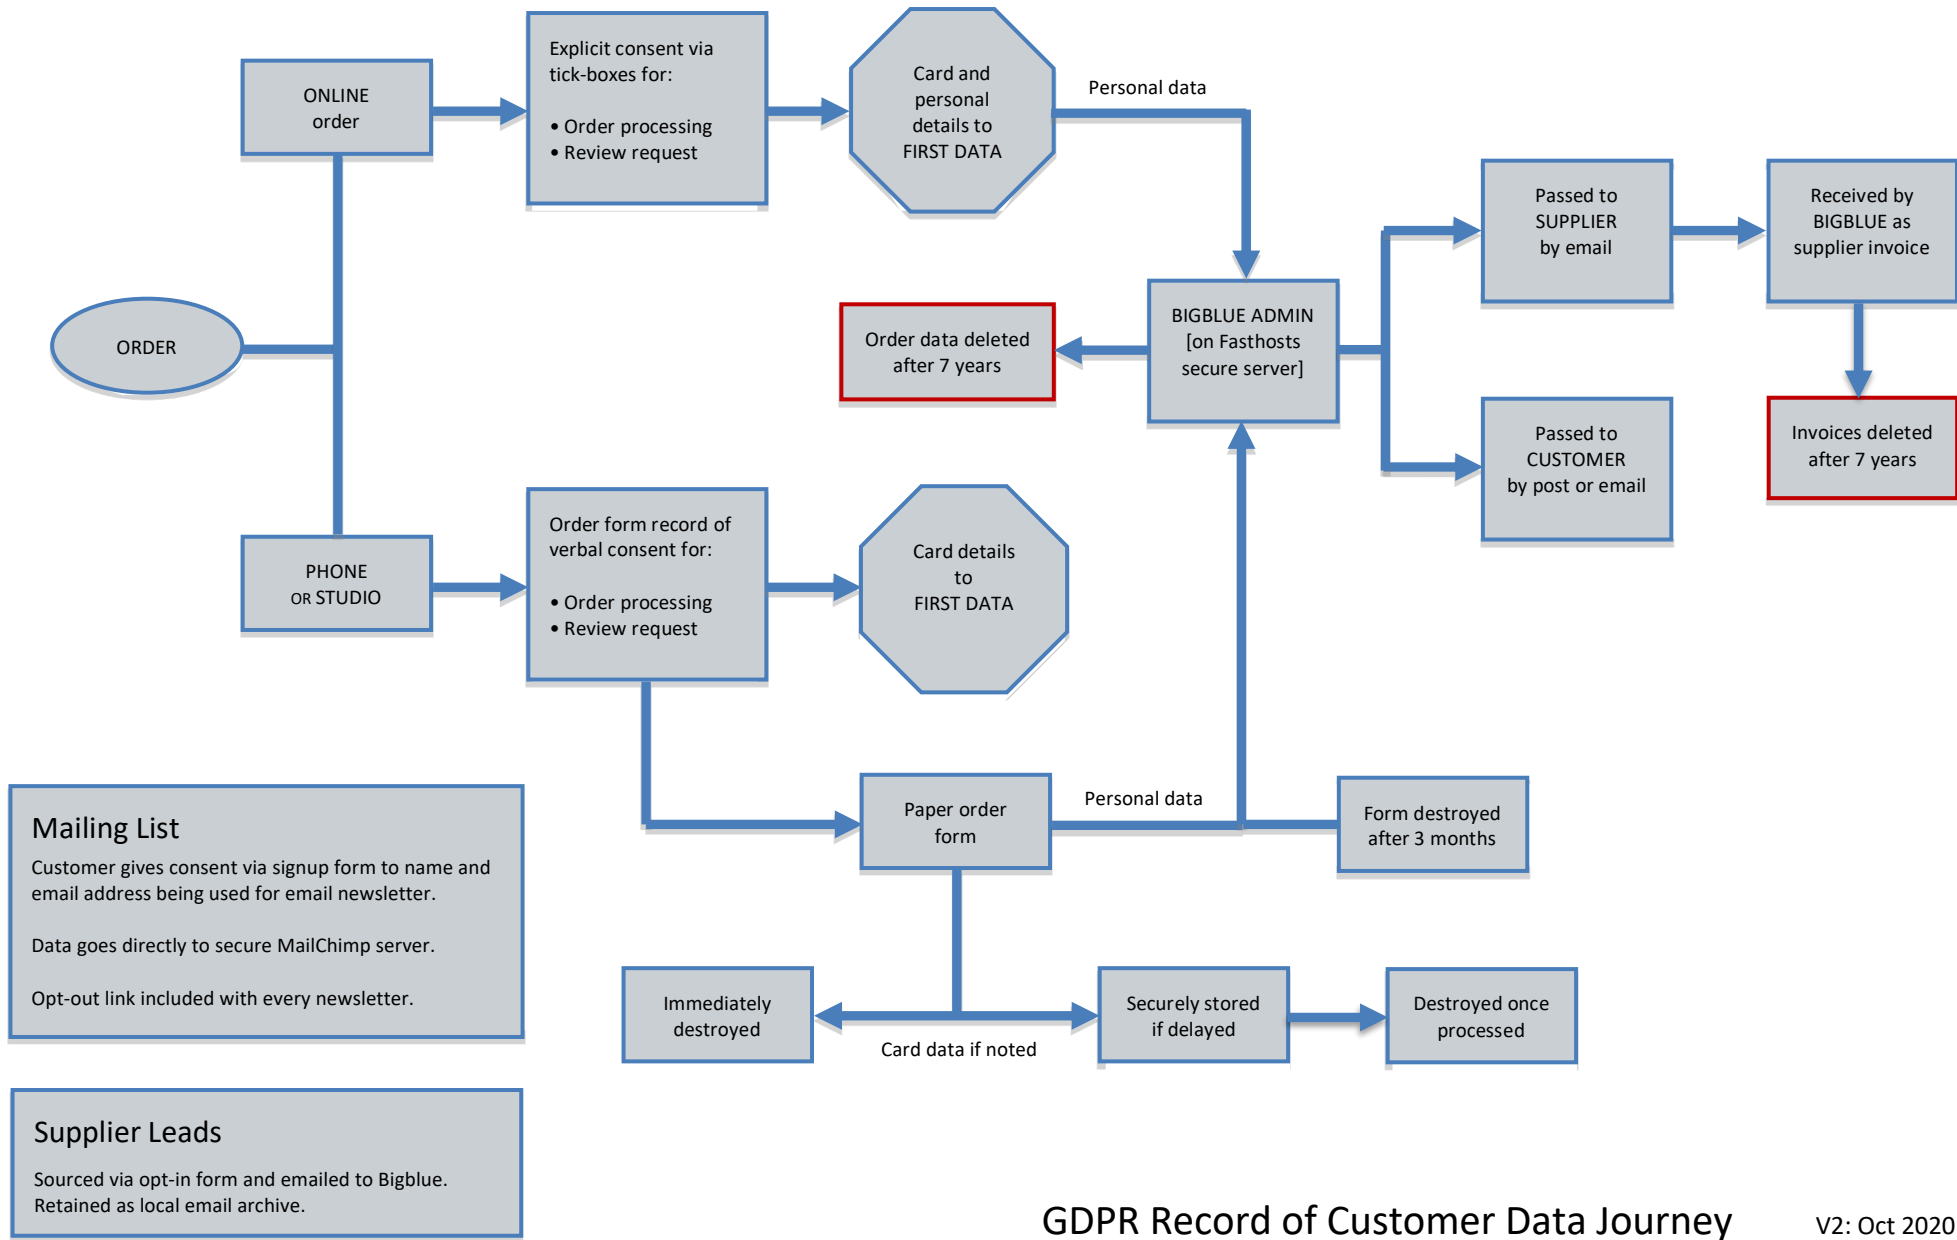 Explicit consent via
tick-boxes for:
• Order processing
• Review request
ONLINE
order
Card and
personal
details to
FIRST DATA
Personal data
Passed to
SUPPLIER
by email
Received by
BIGBLUE as
supplier invoice
ORDER
Order data deleted
after 7 years
BIGBLUE ADMIN
[on Fasthosts
secure server]
Passed to
CUSTOMER
by post or email
Invoices deleted
after 7 years
PHONE
OR STUDIO
Order form record of
verbal consent for:
• Order processing
• Review request
Card details
to
FIRST DATA
Paper order
form
Personal data
Form destroyed
after 3 months
Mailing List
Customer gives consent via signup form to name and
email address being used for email newsletter.
Data goes directly to secure MailChimp server.
Opt-out link included with every newsletter.
Immediately
destroyed
Card data if noted
Securely stored
if delayed
Destroyed once
processed
Supplier Leads
Sourced via opt-in form and emailed to Bigblue.
Retained as local email archive.
GDPR Record of Customer Data Journey
V2: Oct 2020